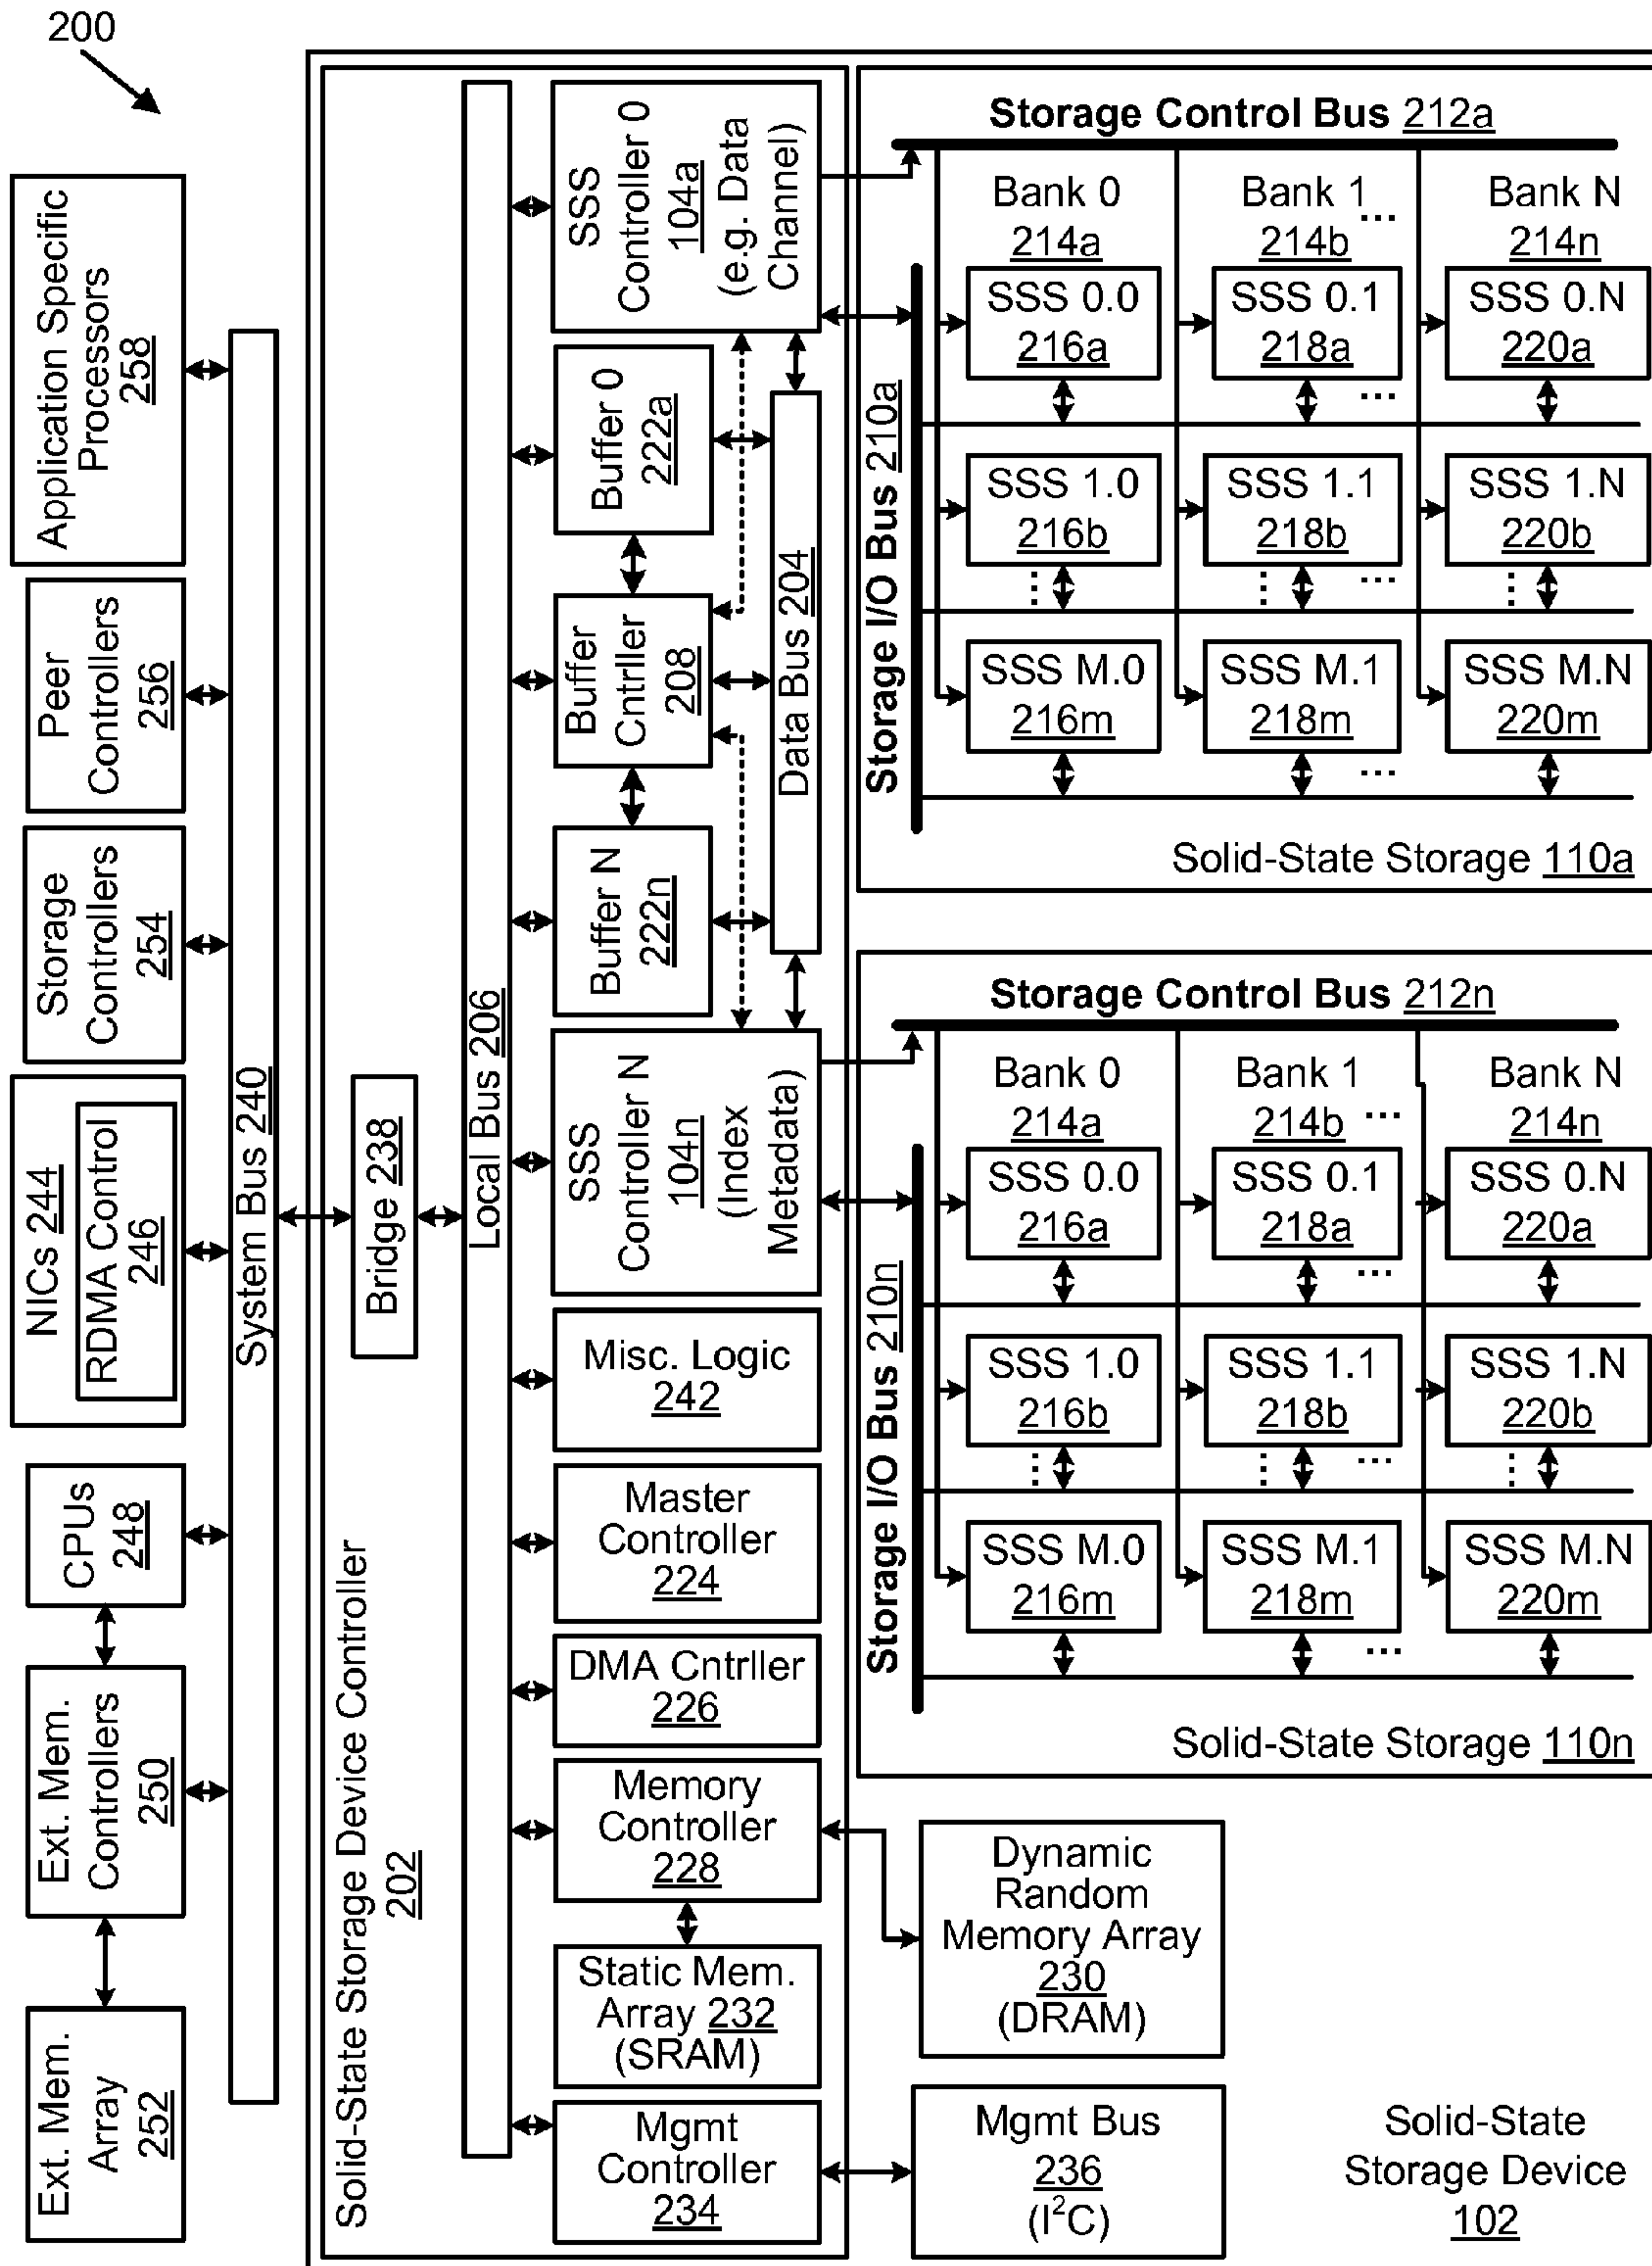 200
Application Specific
Processors
258
Peer
Controllers
256
Storage
Controllers
254
NICs 244
RDMA Control
246
CPUs
248
Ext. Mem.
Controllers
250
Ext. Mem.
Array
252
System Bus 240
Solid-State Storage Device Controller
202
Bridge 238
Local Bus 206
SSS
Controller 0
104a
(e.g. Data
Channel)
Buffer 0
222a
Buffer
Cntrller
208
Buffer N
222n
Data Bus 204
SSS
Controller N
104n
(Index
Metadata)
Misc. Logic
242
Master
Controller
224
DMA Cntrller
226
Memory
Controller
228
Static Mem.
Array 232
(SRAM)
Mgmt
Controller
234
Storage Control Bus 212a
Storage I/O Bus 210a
Bank 0
214a
Bank 1
214b
...
Bank N
214n
SSS 0.0
216a
SSS 0.1
218a
...
SSS 0.N
220a
SSS 1.0
216b
...
SSS 1.1
218b
...
...
SSS 1.N
220b
...
SSS M.0
216m
SSS M.1
218m
...
SSS M.N
220m
Solid-State Storage 110a
Storage Control Bus 212n
Storage I/O Bus 210n
Bank 0
214a
Bank 1
214b
...
Bank N
214n
SSS 0.0
216a
SSS 0.1
218a
...
SSS 0.N
220a
SSS 1.0
216b
...
SSS 1.1
218b
...
...
SSS 1.N
220b
...
SSS M.0
216m
SSS M.1
218m
...
SSS M.N
220m
Solid-State Storage 110n
Dynamic
Random
Memory Array
230
(DRAM)
Mgmt Bus
236
(I²C)
Solid-State
Storage Device
102